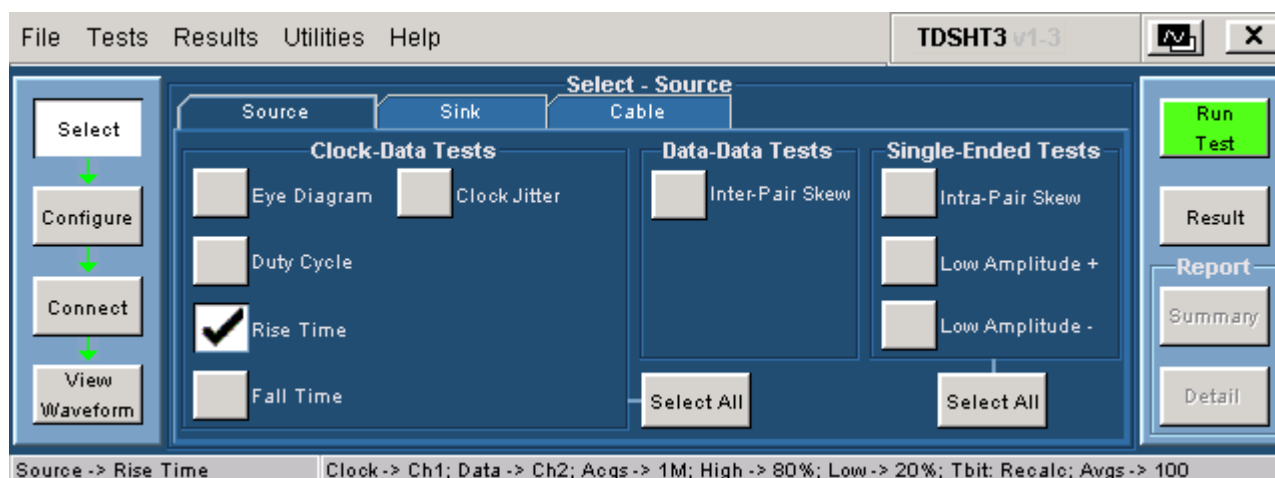 File Tests Results Utilities Help TDSHT3 v1-3
Select - Source
Source Sink Cable
Select
Configure
Connect
View
Waveform
Clock-Data Tests
Eye Diagram Clock Jitter
Duty Cycle
Rise Time
Fall Time
Data-Data Tests
Inter-Pair Skew
Select All
Single-Ended Tests
Intra-Pair Skew
Low Amplitude +
Low Amplitude -
Select All
Run
Test
Result
Report
Summary
Detail
Source -> Rise Time Clock -> Ch1; Data -> Ch2; Acqs -> 1M; High -> 80%; Low -> 20%; Tbit: Recalc; Avgs -> 100